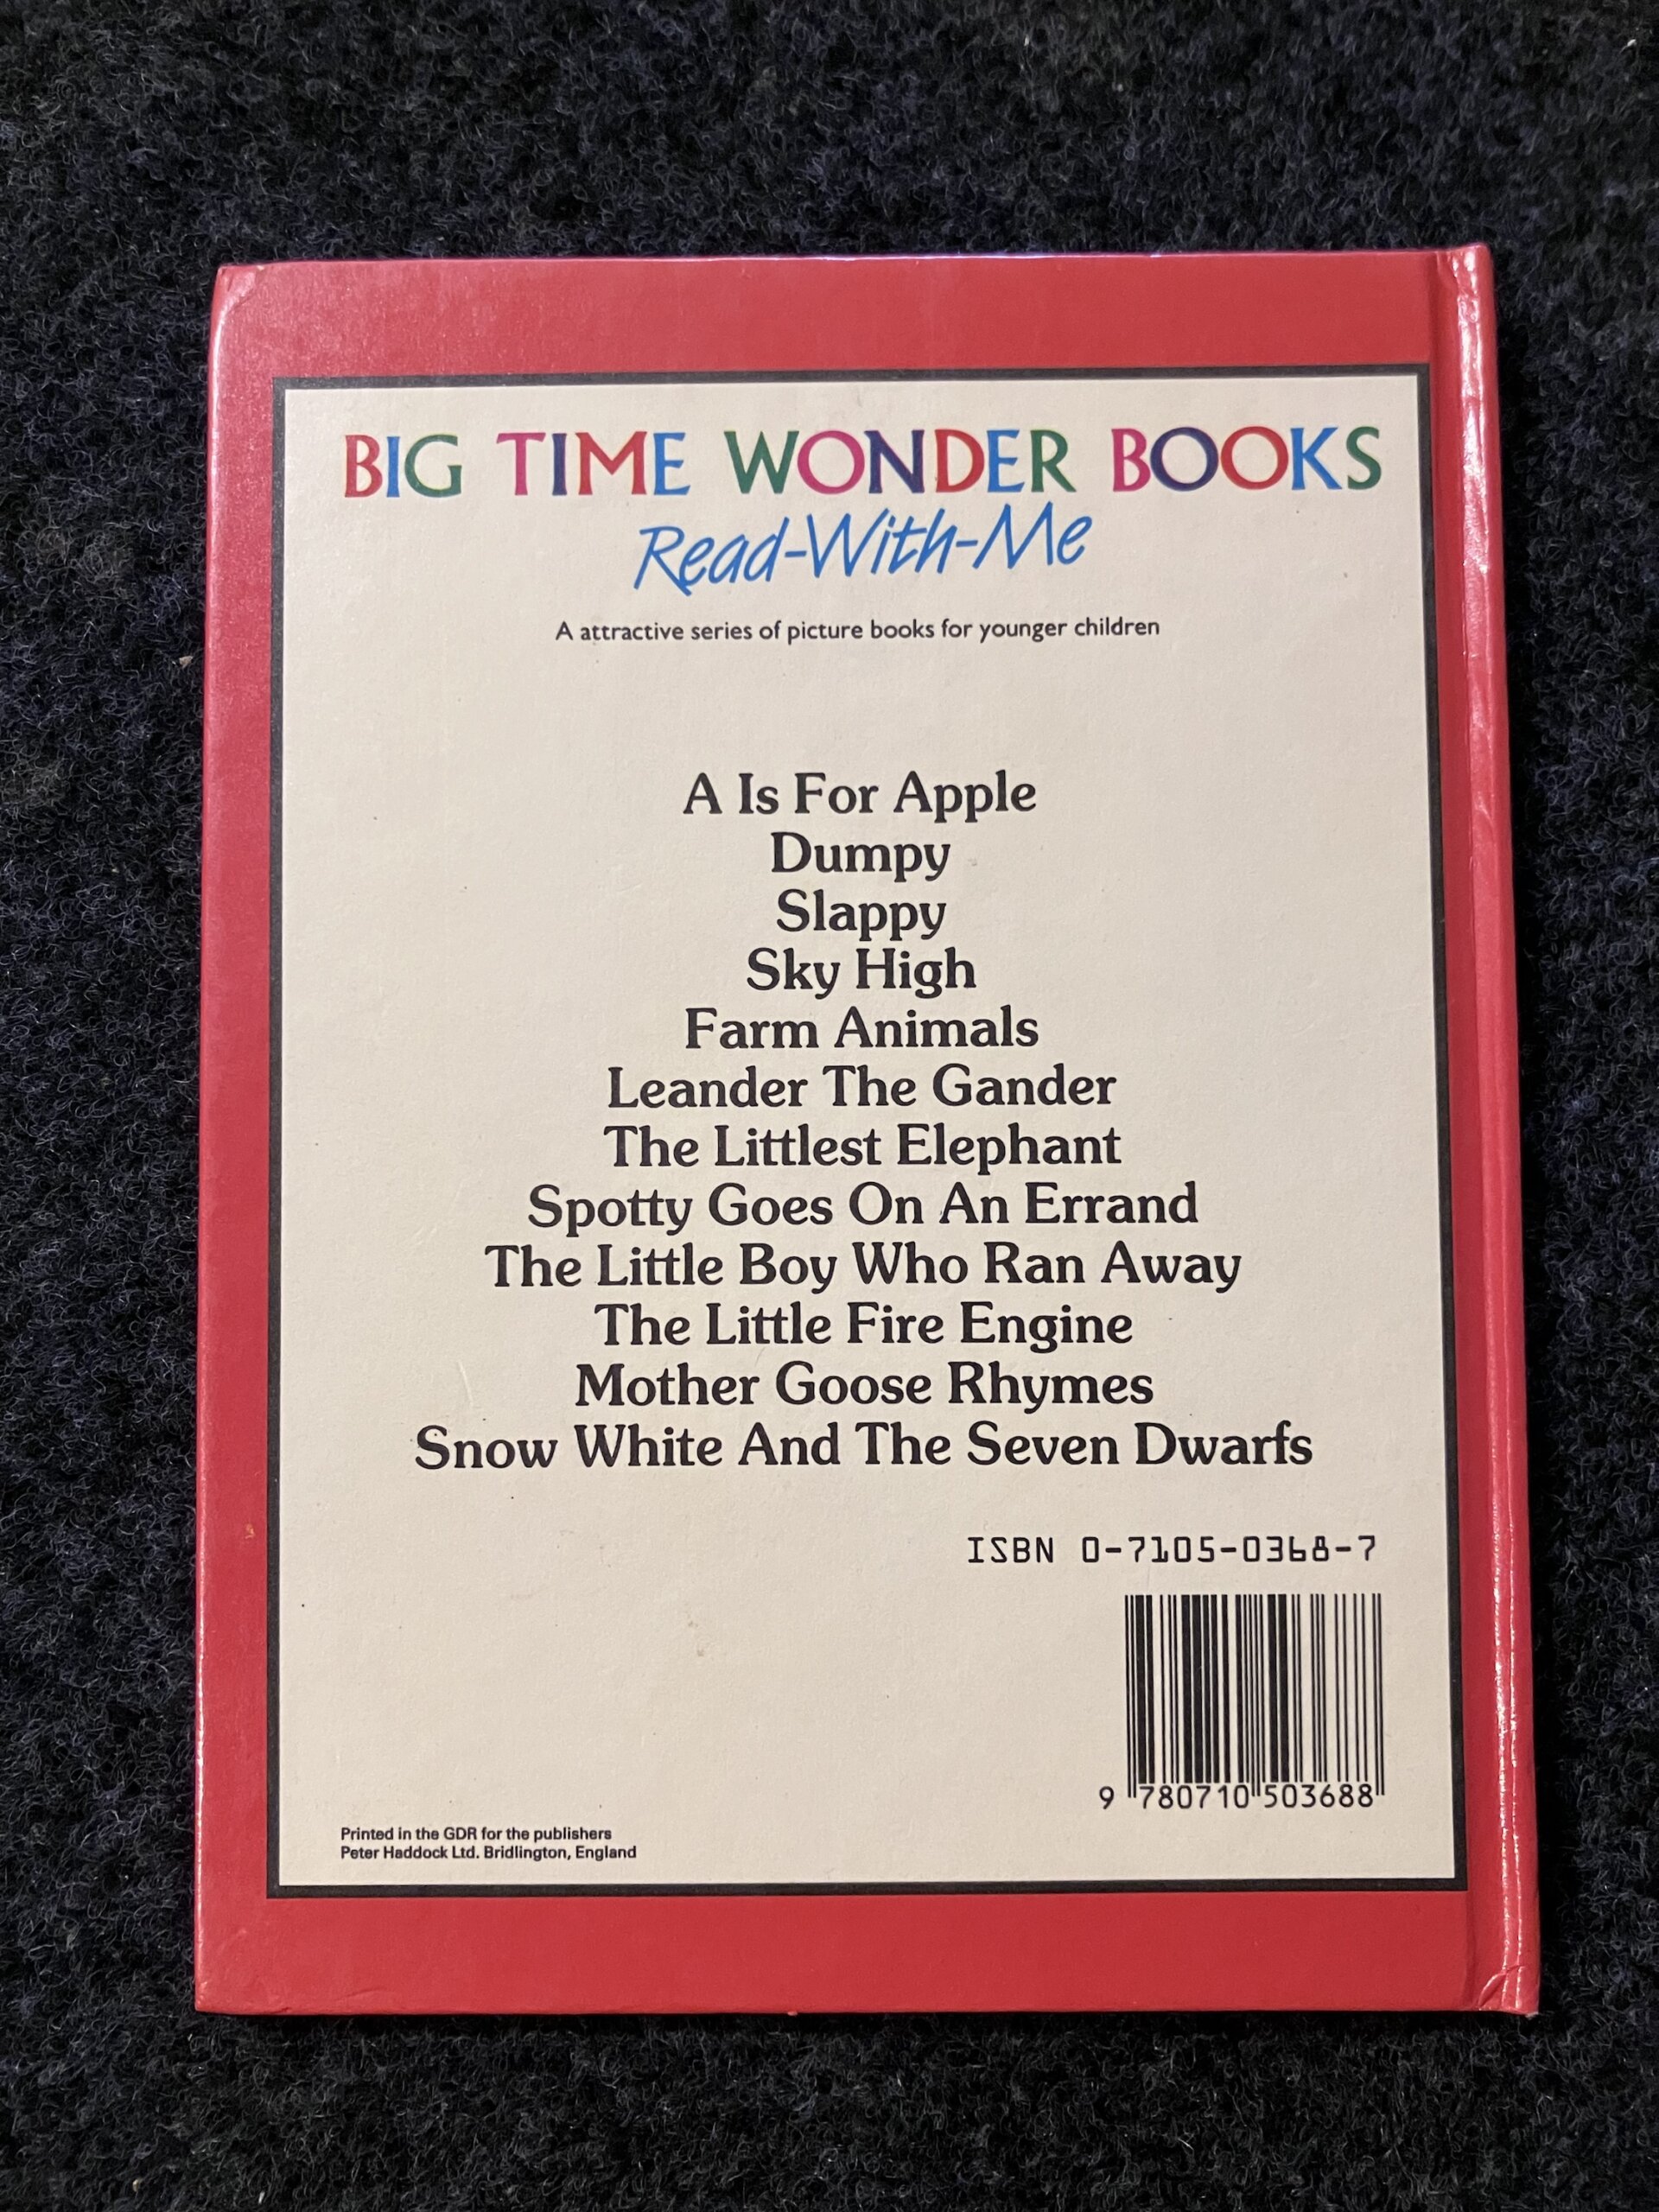 BIG TIME WONDER BOOKS
Read-With-Me
A attractive series of picture books for younger children
A Is For Apple
Dumpy
Slappy
Sky High
Farm Animals
Leander The Gander
The Littlest Elephant
Spotty Goes On An Errand
The Little Boy Who Ran Away
The Little Fire Engine
Mother Goose Rhymes
Snow White And The Seven Dwarfs
ISBN 0-7105-0368-7
9 780710 503688
Printed in the GDR for the publishers
Peter Haddock Ltd. Bridlington, England